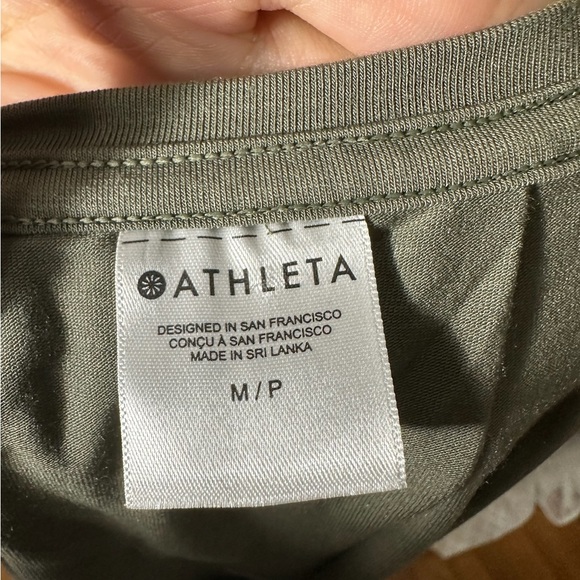 ATHLETA
DESIGNED IN SAN FRANCISCO
CONÇU À SAN FRANCISCO
MADE IN SRI LANKA
M / P